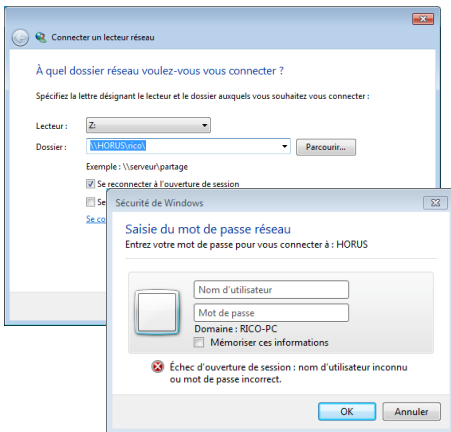 Connecter un lecteur réseau
À quel dossier réseau voulez-vous vous connecter ?
Spécifiez la lettre désignant le lecteur et le dossier auxquels vous souhaitez vous connecter :
Lecteur : Z:
Dossier : \\HORUS\rico\ Parcourir...
Exemple : \\serveur\partage
Se reconnecter à l'ouverture de session
Se
Se co
Sécurité de Windows
Saisie du mot de passe réseau
Entrez votre mot de passe pour vous connecter à : HORUS
Nom d'utilisateur
Mot de passe
Domaine : RICO-PC
Mémoriser ces informations
Échec d'ouverture de session : nom d'utilisateur inconnu
ou mot de passe incorrect.
OK Annuler